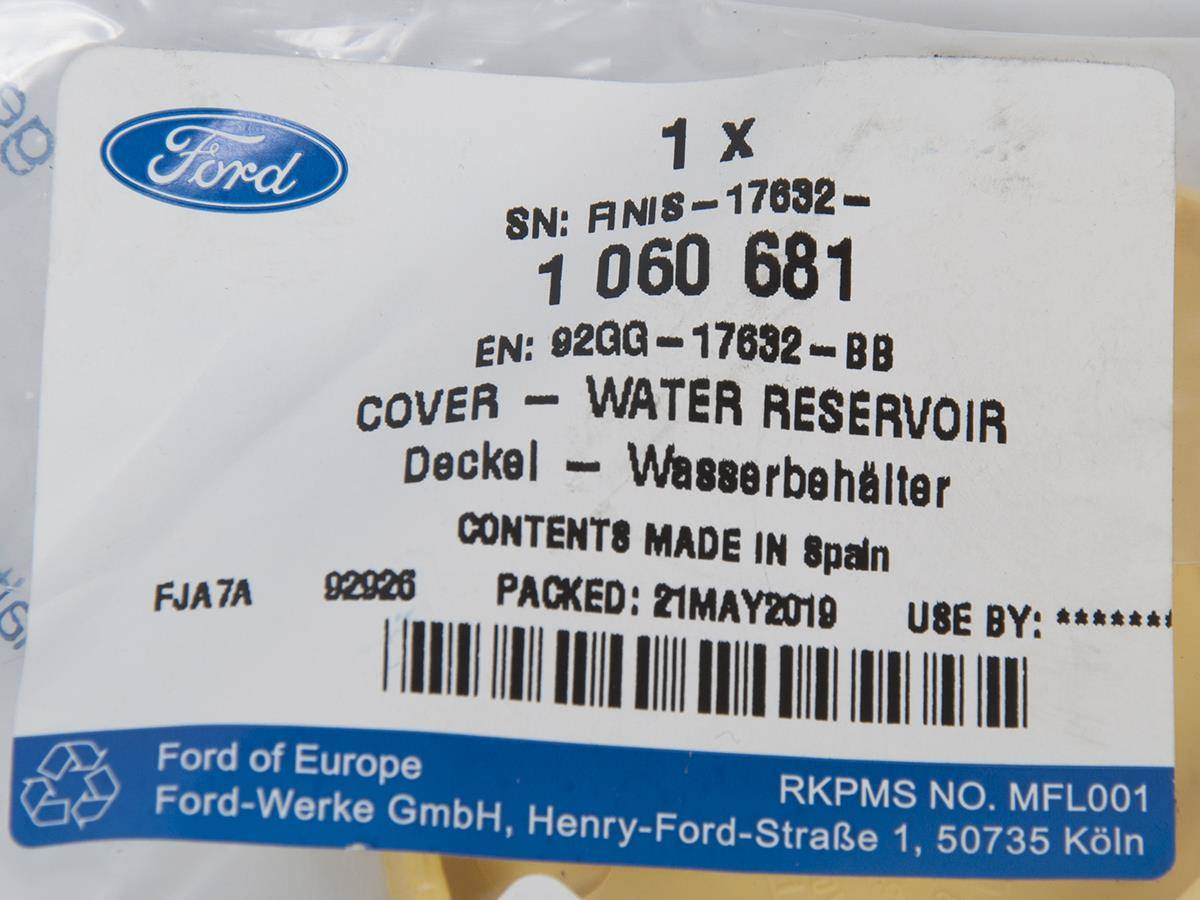 Ford
1 X
SN: FINIS-17632-
1 060 681
EN: 92GG-17632-BB
COVER - WATER RESERVOIR
Deckel - Wasserbehälter
CONTENTS MADE IN Spain
FJA7A 92926 PACKED: 21MAY2019 USE BY: *******
Ford of Europe
RKPMS NO. MFL001
Ford-Werke GmbH, Henry-Ford-Straße 1, 50735 Köln